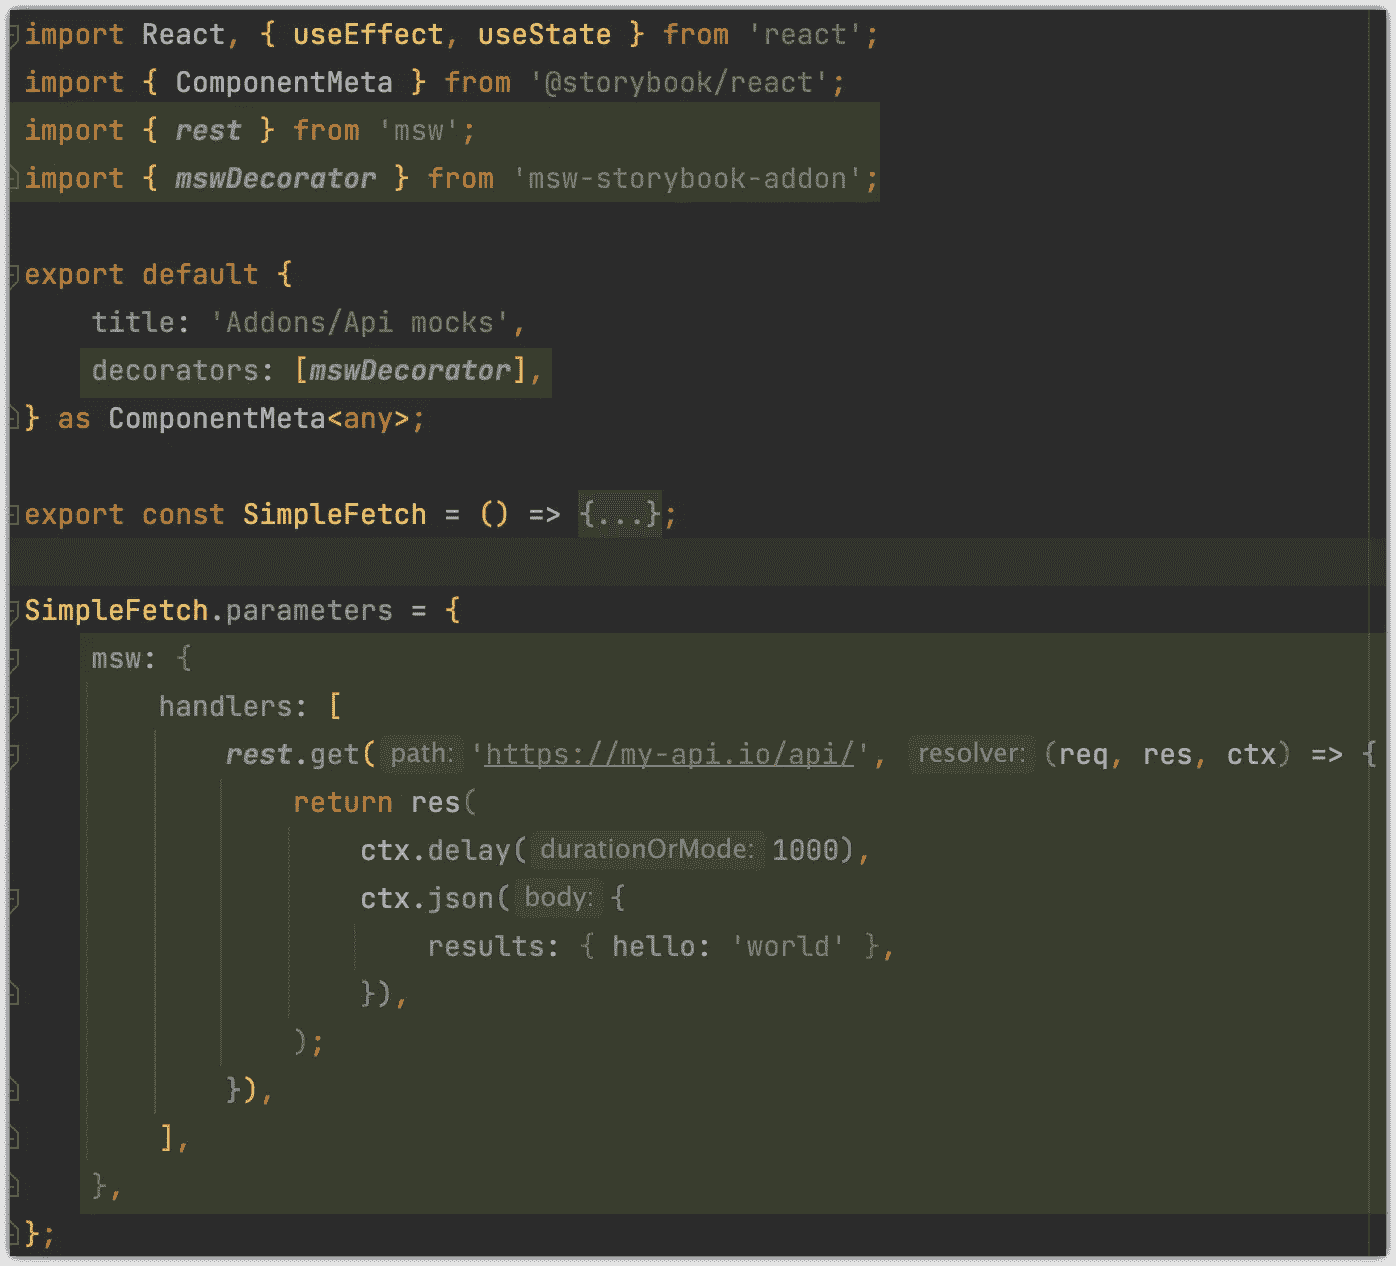 import React, { useEffect, useState } from 'react';
import { ComponentMeta } from '@storybook/react';
import { rest } from 'msw';
import { mswDecorator } from 'msw-storybook-addon';
export default {
title: 'Addons/Api mocks',
decorators: [mswDecorator],
} as ComponentMeta<any>;
export const SimpleFetch = () => {...};
SimpleFetch.parameters = {
msw: {
handlers: [
rest.get( path: 'https://my-api.io/api/', resolver: (req, res, ctx) => {
return res(
ctx.delay( durationOrMode: 1000),
ctx.json( body: {
results: { hello: 'world' },
}),
);
}),
],
},
};